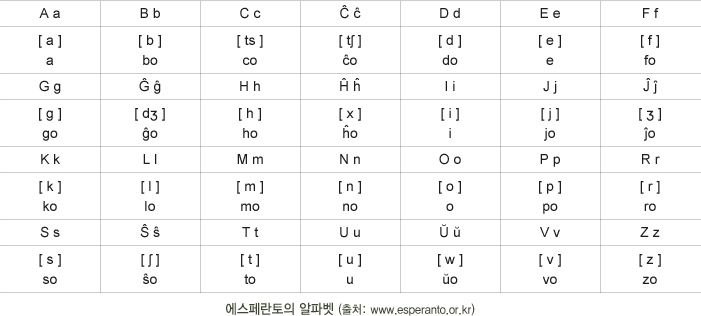 A a B b C c Ĉ ĉ D d E e F f
[ a ] [ b ] [ ts ] [ tʃ ] [ d ] [ e ] [ f ]
a bo co ĉo do e fo
G g Ĝ ĝ H h Ĥ ĥ I i J j Ĵ ĵ
[ g ] [ dʒ ] [ h ] [ x ] [ i ] [ j ] [ ʒ ]
go ĝo ho ĥo i jo ĵo
K k L l M m N n O o P p R r
[ k ] [ l ] [ m ] [ n ] [ o ] [ p ] [ r ]
ko lo mo no o po ro
S s Ŝ ŝ T t U u Ŭ ŭ V v Z z
[ s ] [ ʃ ] [ t ] [ u ] [ w ] [ v ] [ z ]
so ŝo to u ŭo vo zo
에스페란토의 알파벳 (출처: www.esperanto.or.kr)